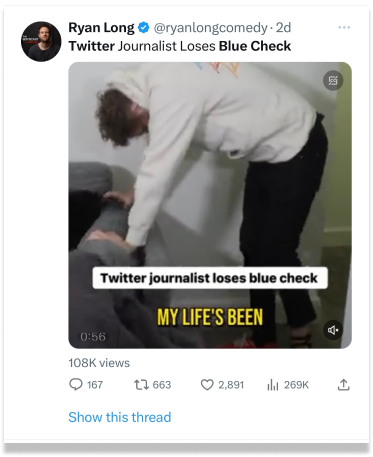 Ryan Long @ryanlongcomedy · 2d
Twitter Journalist Loses Blue Check
Twitter journalist loses blue check
MY LIFE'S BEEN
0:56
108K views
167 663 2,891 269K
Show this thread